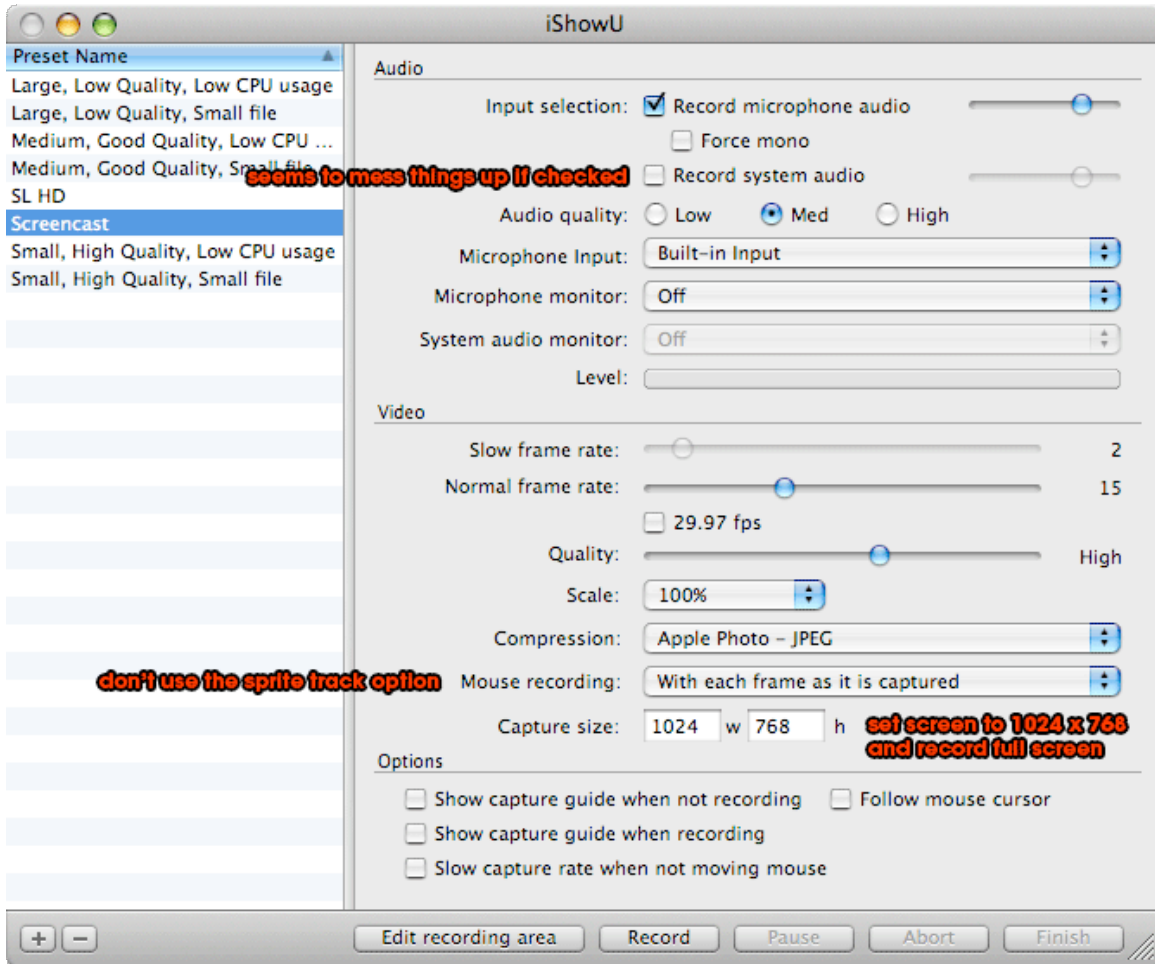 iShowU
Preset Name
Large, Low Quality, Low CPU usage
Large, Low Quality, Small file
Medium, Good Quality, Low CPU ...
Medium, Good Quality, Small file
SL HD
Screencast
Small, High Quality, Low CPU usage
Small, High Quality, Small file
Audio
Input selection: Record microphone audio
Force mono
seems to mess things up if checked Record system audio
Audio quality: Low Med High
Microphone Input: Built-in Input
Microphone monitor: Off
System audio monitor: Off
Level:
Video
Slow frame rate: 2
Normal frame rate: 15
29.97 fps
Quality: High
Scale: 100%
Compression: Apple Photo - JPEG
don't use the sprite track option Mouse recording: With each frame as it is captured
Capture size: 1024 w 768 h set screen to 1024 x 768
and record full screen
Options
Show capture guide when not recording Follow mouse cursor
Show capture guide when recording
Slow capture rate when not moving mouse
+ − Edit recording area Record Pause Abort Finish